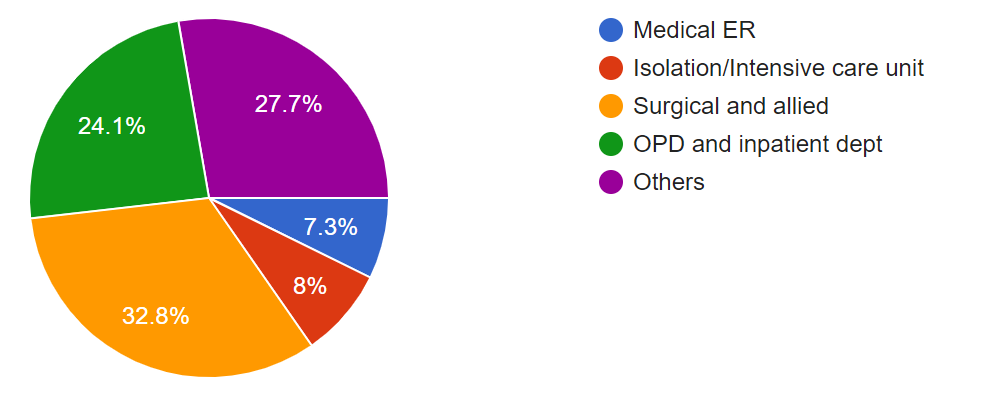 Medical ER
Isolation/Intensive care unit
Surgical and allied
OPD and inpatient dept
Others
27.7%
24.1%
7.3%
8%
32.8%